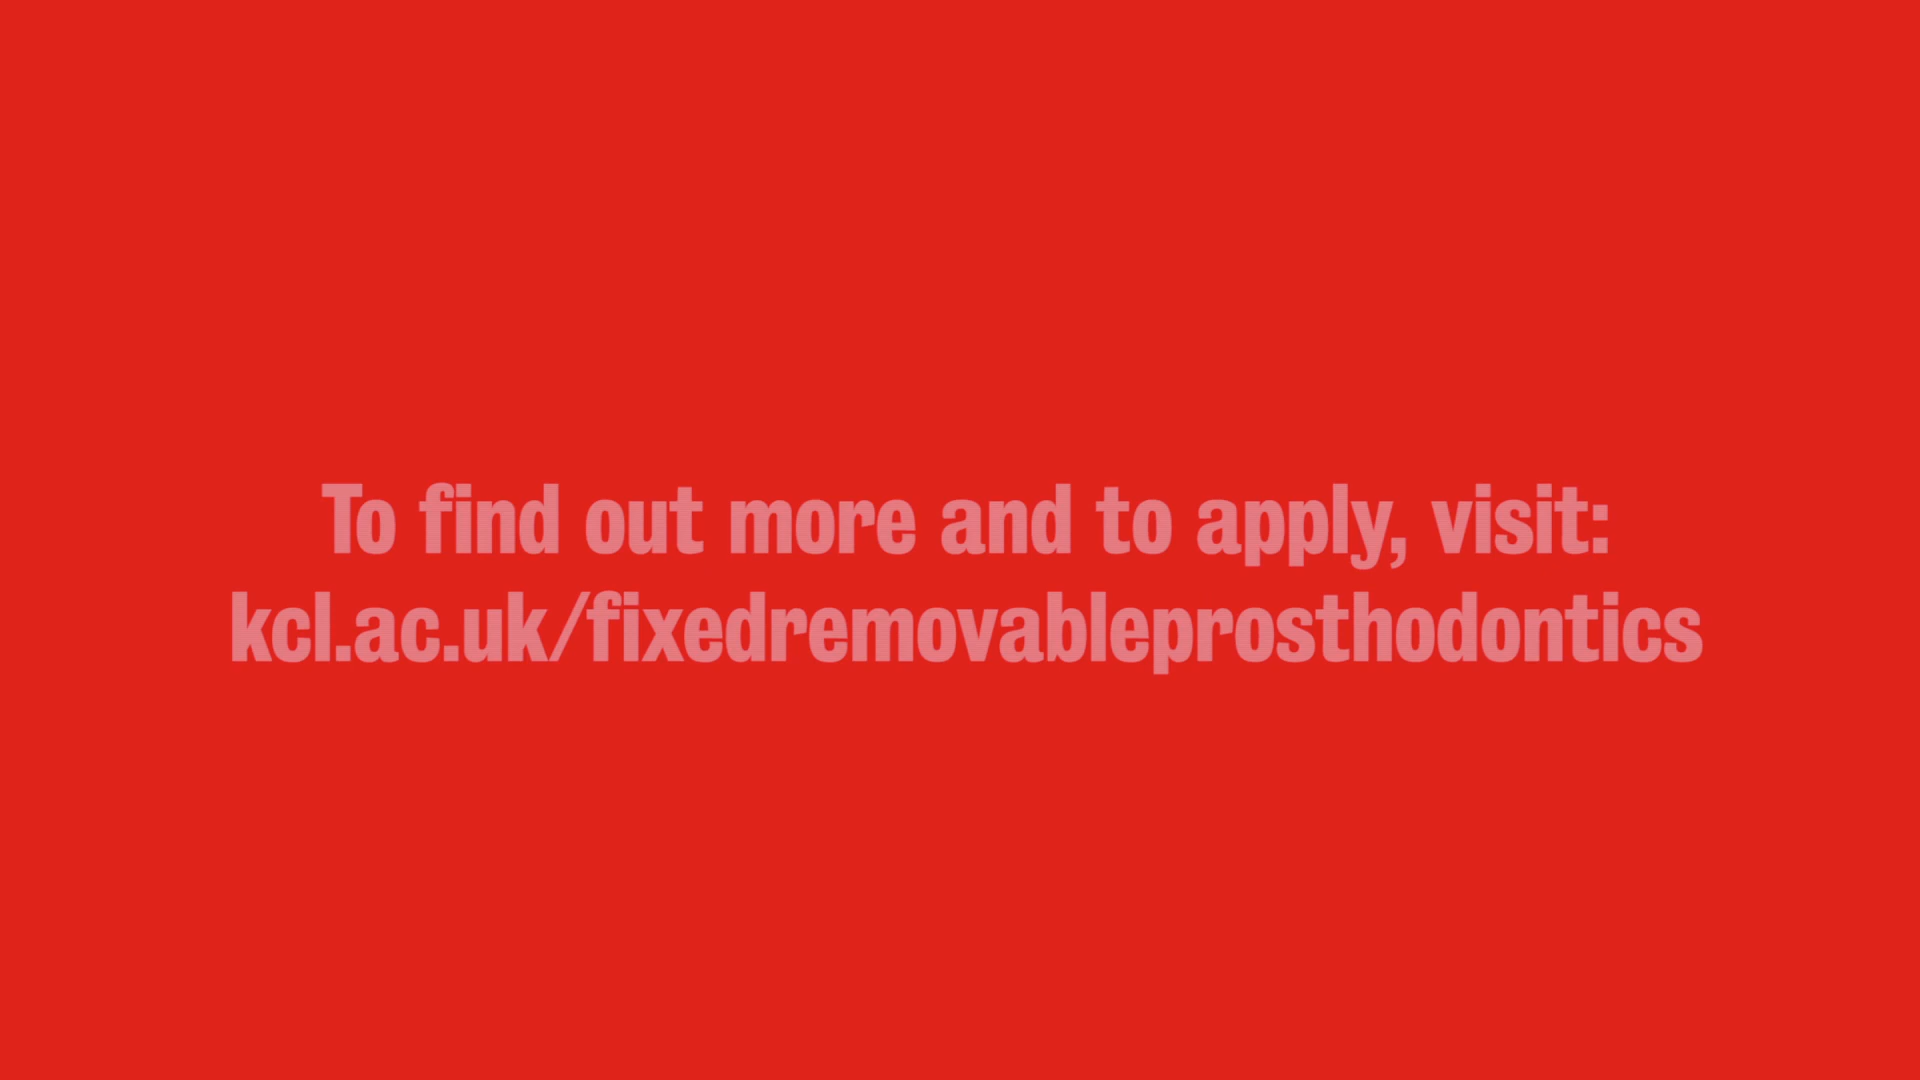 To find out more and to apply, visit:
kcl.ac.uk/fixedremovableprosthodontics